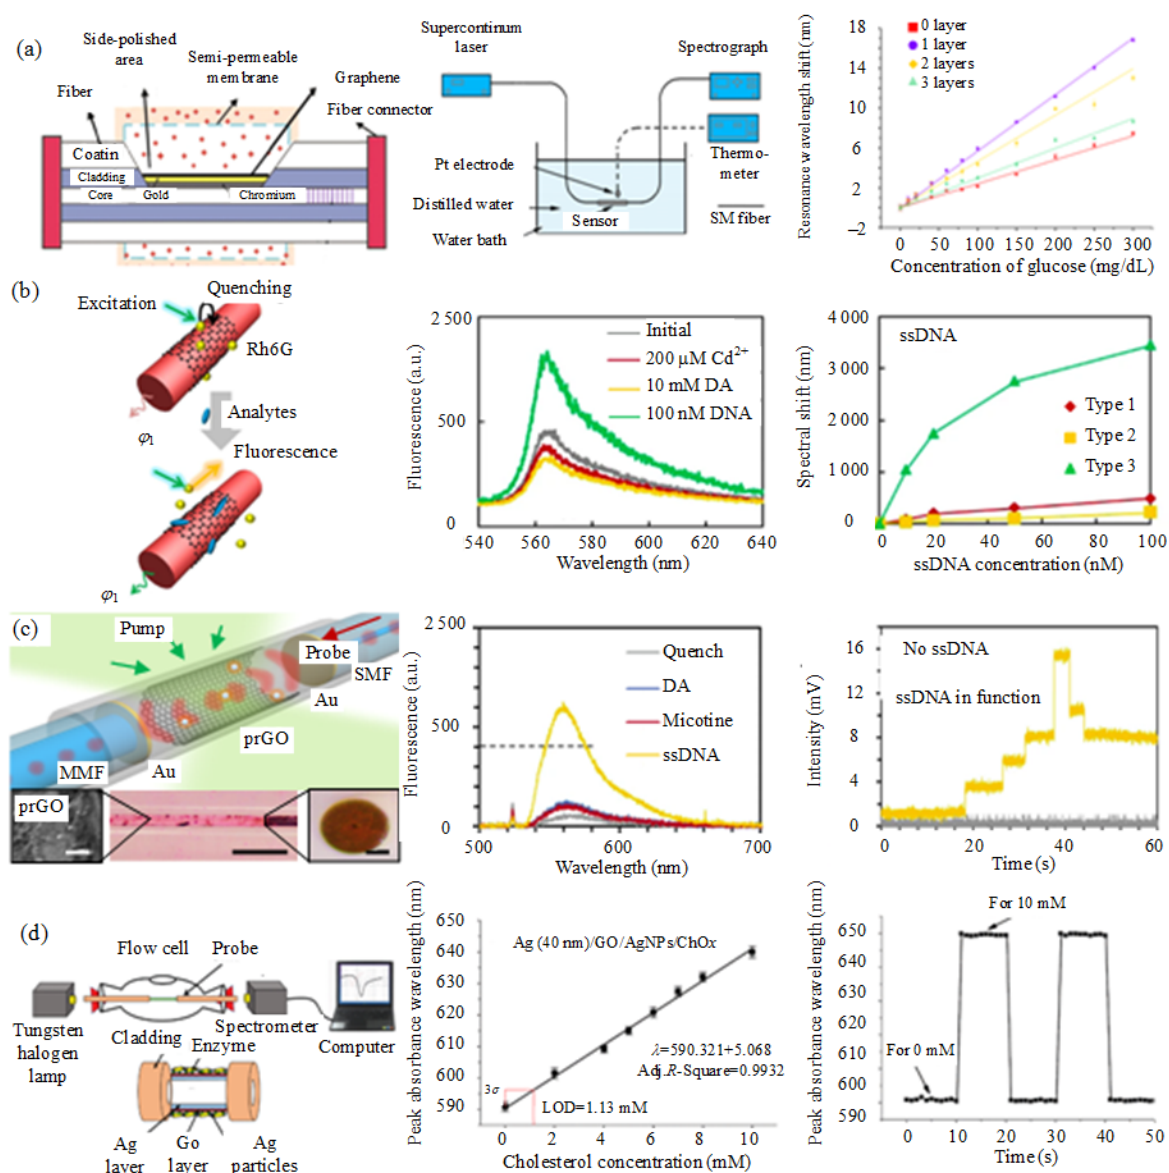 (a)
Side-polished
area
Semi-permeable
membrane
Graphene
Fiber
Fiber connector
Coatin
Cladding
Core
Gold
Chromium
Supercontinum
laser
Spectrograph
Pt electrode
Thermo-
meter
Distilled water
Sensor
SM fiber
Water bath
Resonance wavelength shift (nm)
18
14
10
6
2
–2
0 layer
1 layer
2 layers
3 layers
0 50 100 150 200 250 300
Concentration of glucose (mg/dL)
(b)
Excitation
Quenching
Rh6G
Analytes
φ1
Fluorescence
φ1
Fluorescence (a.u.)
2 500
500
0
Initial
200 μM Cd2+
10 mM DA
100 nM DNA
540 560 580 600 620 640
Wavelength (nm)
Spectral shift (nm)
4 000
3 000
2 000
1 000
0
ssDNA
Type 1
Type 2
Type 3
0 20 40 60 80 100
ssDNA concentration (nM)
(c)
Pump
Probe
SMF
Au
prGO
MMF
Au
prGO
Fluorescence (a.u.)
2 500
500
0
Quench
DA
Micotine
ssDNA
500 600 700
Wavelength (nm)
Intensity (mV)
16
12
8
4
0
No ssDNA
ssDNA in function
0 20 40 60
Time (s)
(d)
Flow cell
Probe
Tungsten
halogen
lamp
Cladding
Enzyme
Spectrometer
Computer
Ag
layer
Go
layer
Ag
particles
Peak absorbance wavelength (nm)
650
640
630
620
610
600
590
Ag (40 nm)/GO/AgNPs/ChOx
λ=590.321+5.068
Adj.R-Square=0.9932
3σ
LOD=1.13 mM
0 2 4 6 8 10
Cholesterol concentration (mM)
Peak absorbance wavelength (nm)
650
640
630
620
610
600
590
For 10 mM
For 0 mM
0 10 20 30 40 50
Time (s)